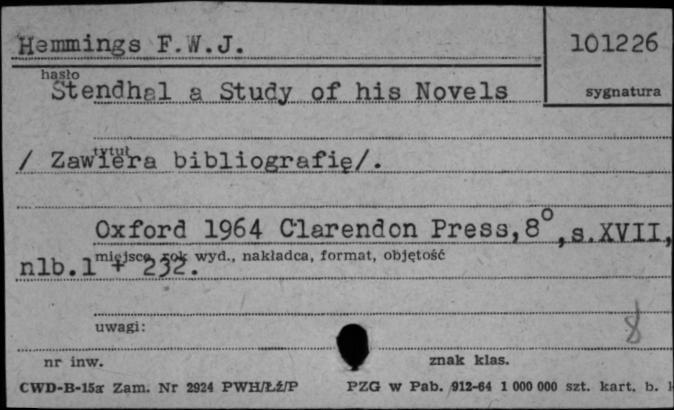 Hemmings F.W.J.
101226
hasło
sygnatura
Stendhal a Study of his Novels
tytuł
/ Zawiera bibliografię/.
Oxford 1964 Clarendon Press,8°,s.XVII,
miejsce, rok wyd., nakładca, format, objętość
nlb.1 + 232.
uwagi:
8
nr inw.
znak klas.
CWD-B-15a Zam. Nr 2924 PWH/Łź/P
PZG w Pab. 912-64 1 000 000 szt. kart. b.